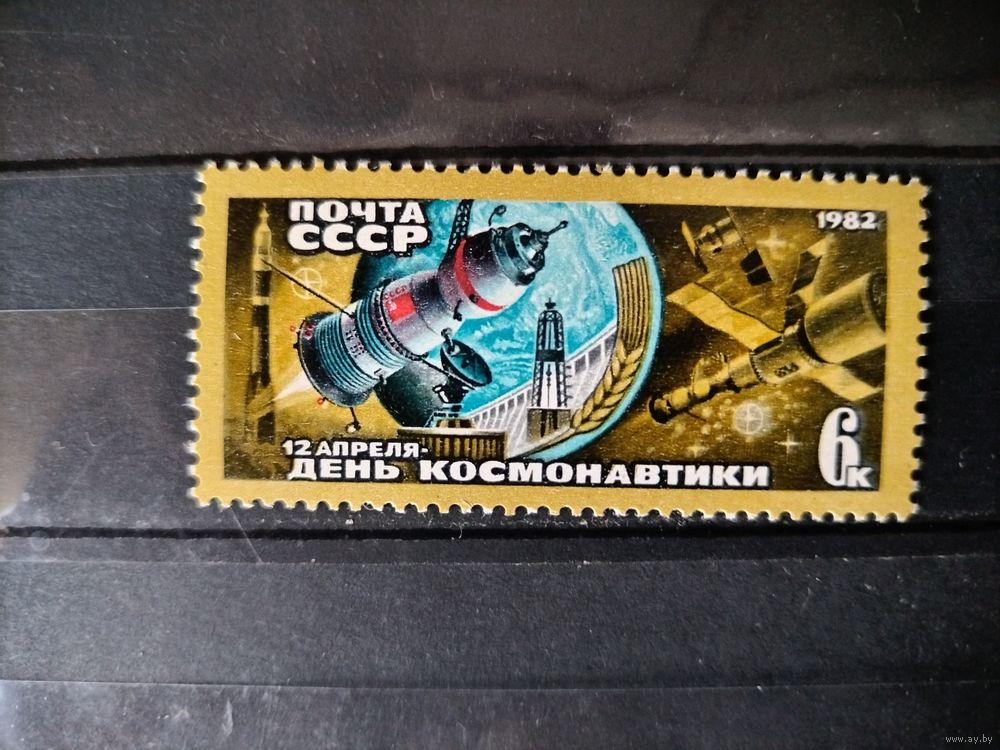 ПОЧТА
СССР
1982
12 АПРЕЛЯ-
ДЕНЬ КОСМОНАВТИКИ
6к
www.ay.by